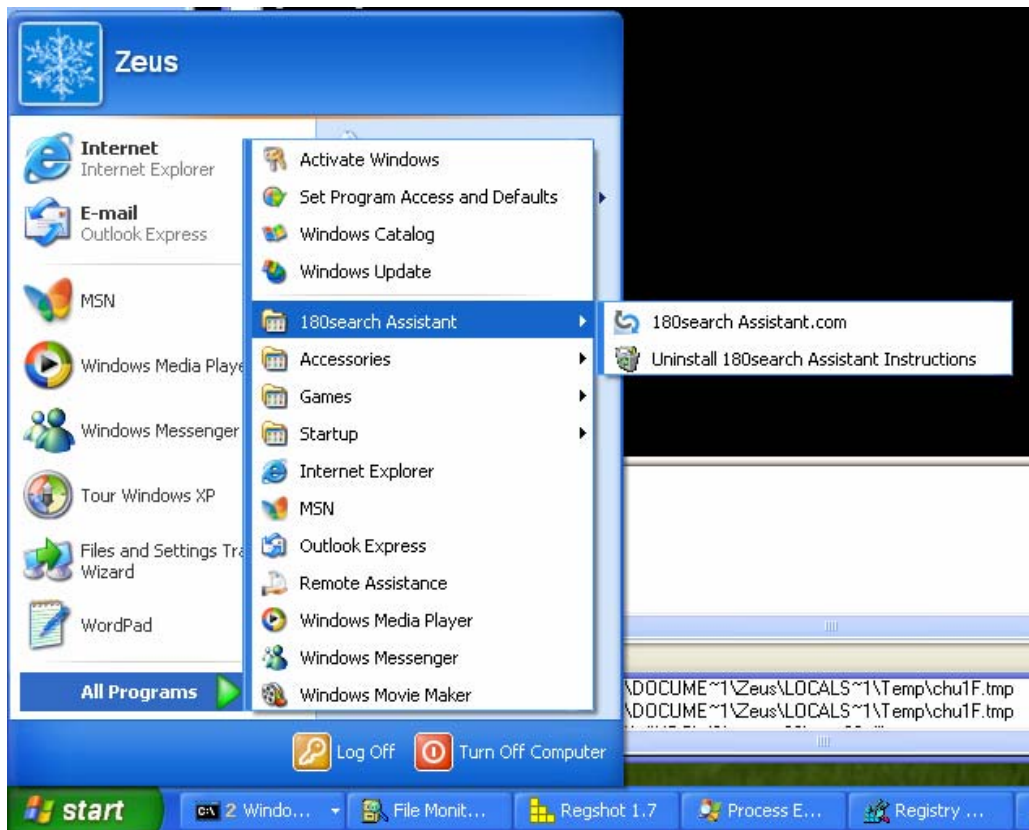 Zeus
Internet
Internet Explorer
E-mail
Outlook Express
MSN
Windows Media Playe
Windows Messenger
Tour Windows XP
Files and Settings Tra
Wizard
WordPad
All Programs
Activate Windows
Set Program Access and Defaults
Windows Catalog
Windows Update
180search Assistant
Accessories
Games
Startup
Internet Explorer
MSN
Outlook Express
Remote Assistance
Windows Media Player
Windows Messenger
Windows Movie Maker
180search Assistant.com
Uninstall 180search Assistant Instructions
\DOCUME~1\Zeus\LOCALS~1\Temp\chu1F.tmp
\DOCUME~1\Zeus\LOCALS~1\Temp\chu1F.tmp
Log Off
Turn Off Computer
start
C:\
2 Windo...
File Monit...
Regshot 1.7
Process E...
Registry ...